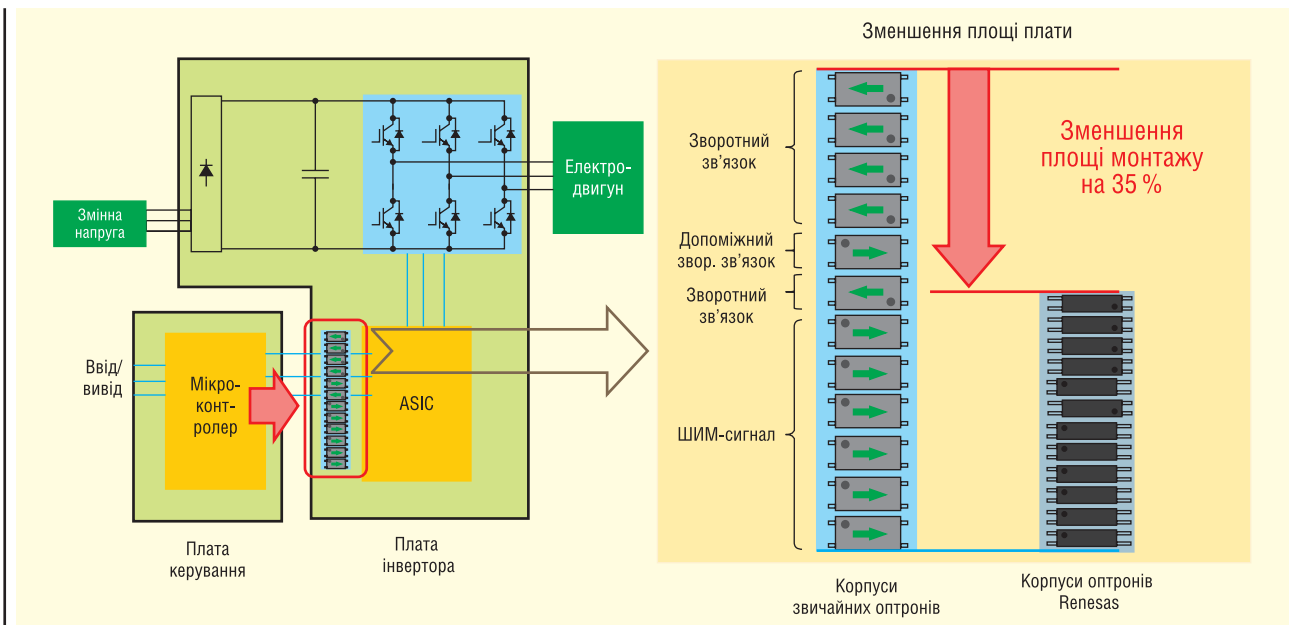 Зменшення площі плати
Зменшення
площі монтажу
на 35 %
Зворотний
зв’язок
Допоміжний
звор. зв’язок
Зворотний
зв’язок
ШИМ-сигнал
Корпуси
звичайних оптронів
Корпуси оптронів
Renesas
Змінна
напруга
Електро-
двигун
Ввід/
вивід
Мікро-
конт-
ролер
ASIC
Плата
керування
Плата
інвертора